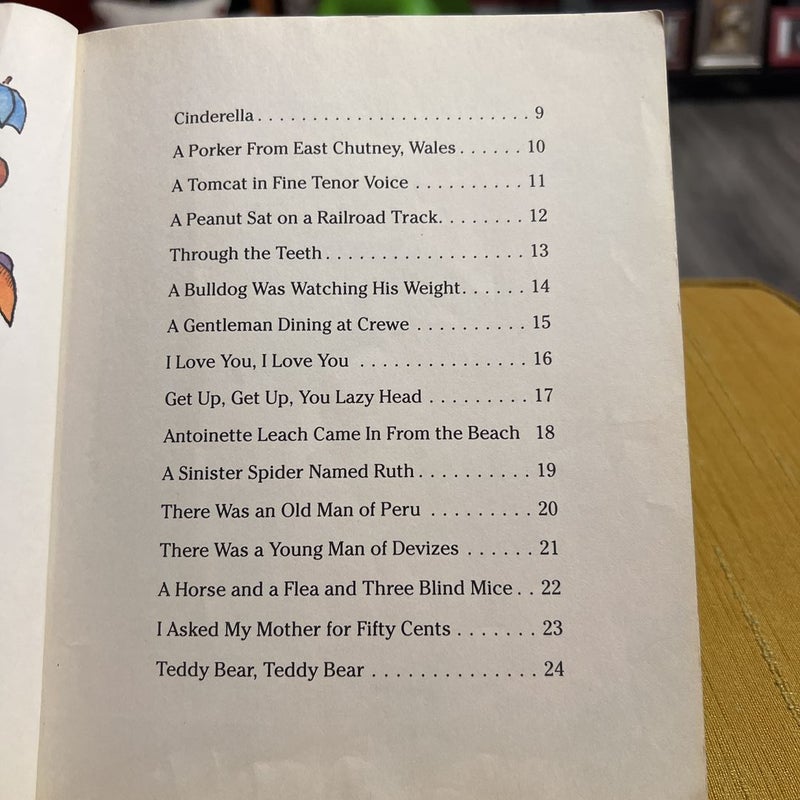 Cinderella . . . . . . . . . . . . . . . . . . . . . . . . . 9
A Porker From East Chutney, Wales . . . . . . 10
A Tomcat in Fine Tenor Voice . . . . . . . . . . 11
A Peanut Sat on a Railroad Track. . . . . . . . 12
Through the Teeth . . . . . . . . . . . . . . . . . . . 13
A Bulldog Was Watching His Weight. . . . . . 14
A Gentleman Dining at Crewe . . . . . . . . . . 15
I Love You, I Love You . . . . . . . . . . . . . . . . 16
Get Up, Get Up, You Lazy Head . . . . . . . . . 17
Antoinette Leach Came In From the Beach 18
A Sinister Spider Named Ruth . . . . . . . . . . 19
There Was an Old Man of Peru . . . . . . . . . 20
There Was a Young Man of Devizes . . . . . . 21
A Horse and a Flea and Three Blind Mice . . 22
I Asked My Mother for Fifty Cents . . . . . . . 23
Teddy Bear, Teddy Bear . . . . . . . . . . . . . . 24